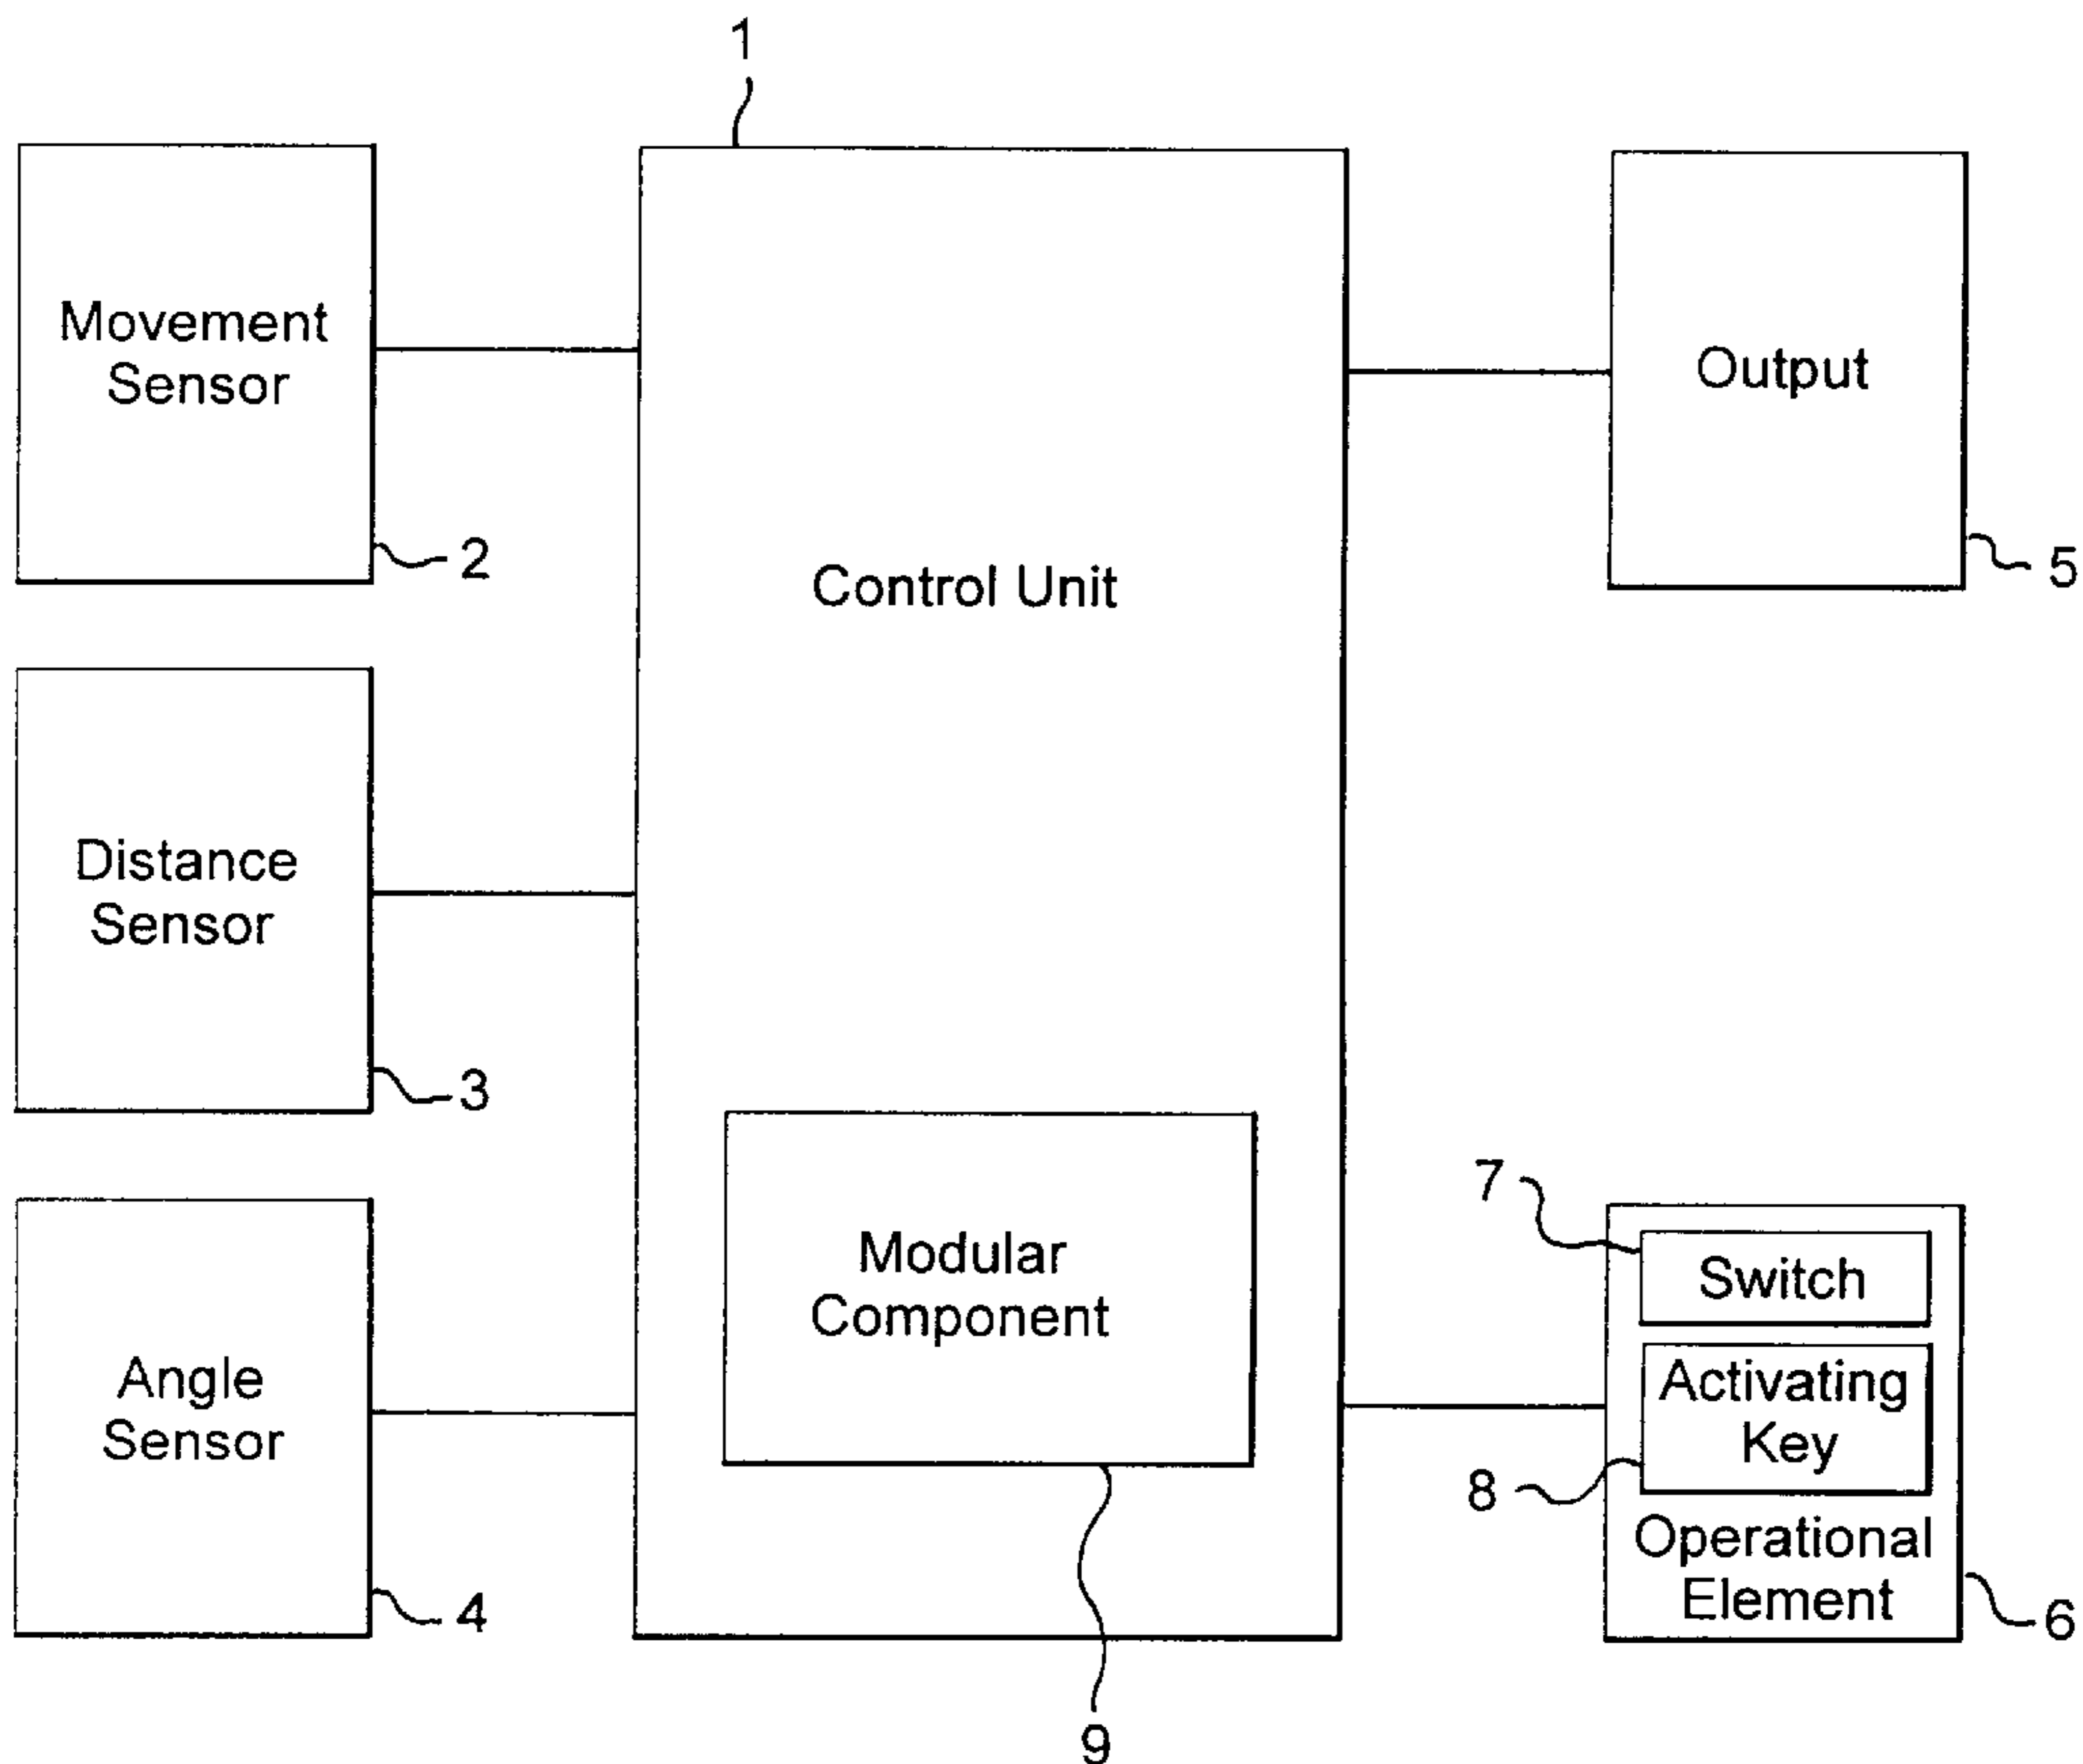 1
Movement
Sensor
2
Control Unit
Output
5
Distance
Sensor
3
Modular
Component
9
7
Switch
Activating
Key
8
Operational
Element
6
Angle
Sensor
4